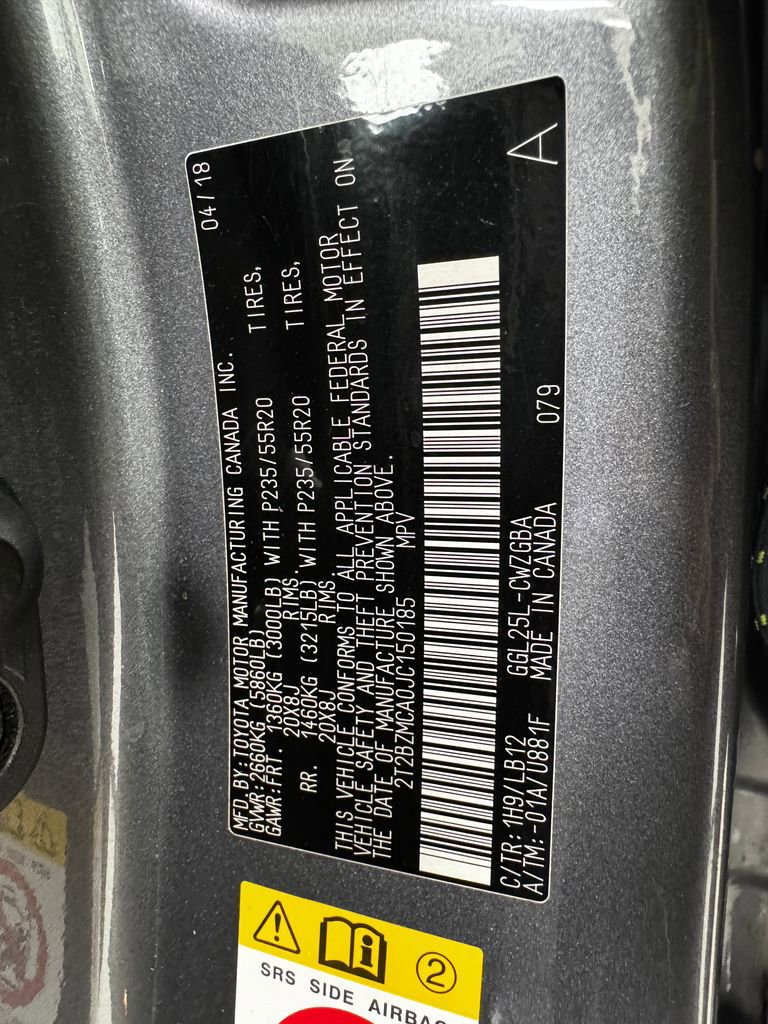 04/18
MFD.BY:TOYOTA MOTOR MANUFACTURING CANADA INC.
GVWR:2660KG (5860LB)
GAWR:FRT. 1360KG (3000LB) WITH P235/55R20 TIRES,
20X8J RIMS,
RR. 1460KG (3215LB) WITH P235/55R20 TIRES,
20X8J RIMS
THIS VEHICLE CONFORMS TO ALL APPLICABLE FEDERAL MOTOR
VEHICLE SAFETY AND THEFT PREVENTION STANDARDS IN EFFECT ON
THE DATE OF MANUFACTURE SHOWN ABOVE.
2T2BZMCA0JC150185 MPV
C/TR: 1H9/LB12 GGL25L-CWZGBA 079
A/TM:-01A/U881F MADE IN CANADA
A
2
SRS SIDE AIRBAG